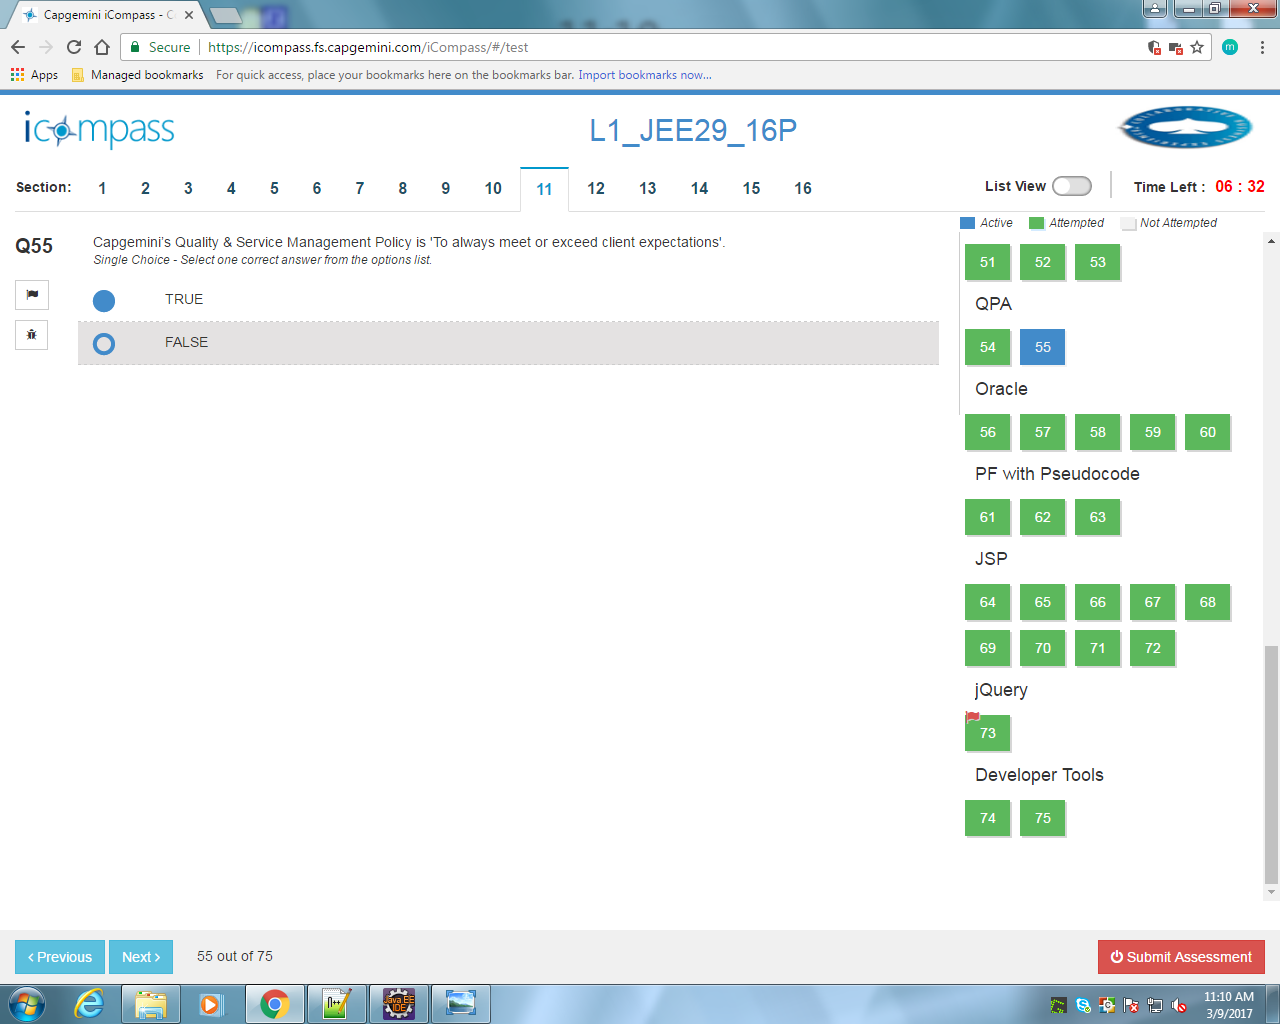 Capgemini iCompass - C
Secure
https://icompass.fs.capgemini.com/iCompass/#/test
m
Apps
Managed bookmarks
For quick access, place your bookmarks here on the bookmarks bar. Import bookmarks now...
icompass
L1_JEE29_16P
Section: 1 2 3 4 5 6 7 8 9 10 11 12 13 14 15 16
List View
Time Left : 06 : 32
Active Attempted Not Attempted
Q55
Capgemini's Quality & Service Management Policy is 'To always meet or exceed client expectations'.
Single Choice - Select one correct answer from the options list.
TRUE
FALSE
51 52 53
QPA
54 55
Oracle
56 57 58 59 60
PF with Pseudocode
61 62 63
JSP
64 65 66 67 68
69 70 71 72
jQuery
73
Developer Tools
74 75
‹ Previous
Next ›
55 out of 75
Submit Assessment
n++
Java EE
IDE
11:10 AM
3/9/2017